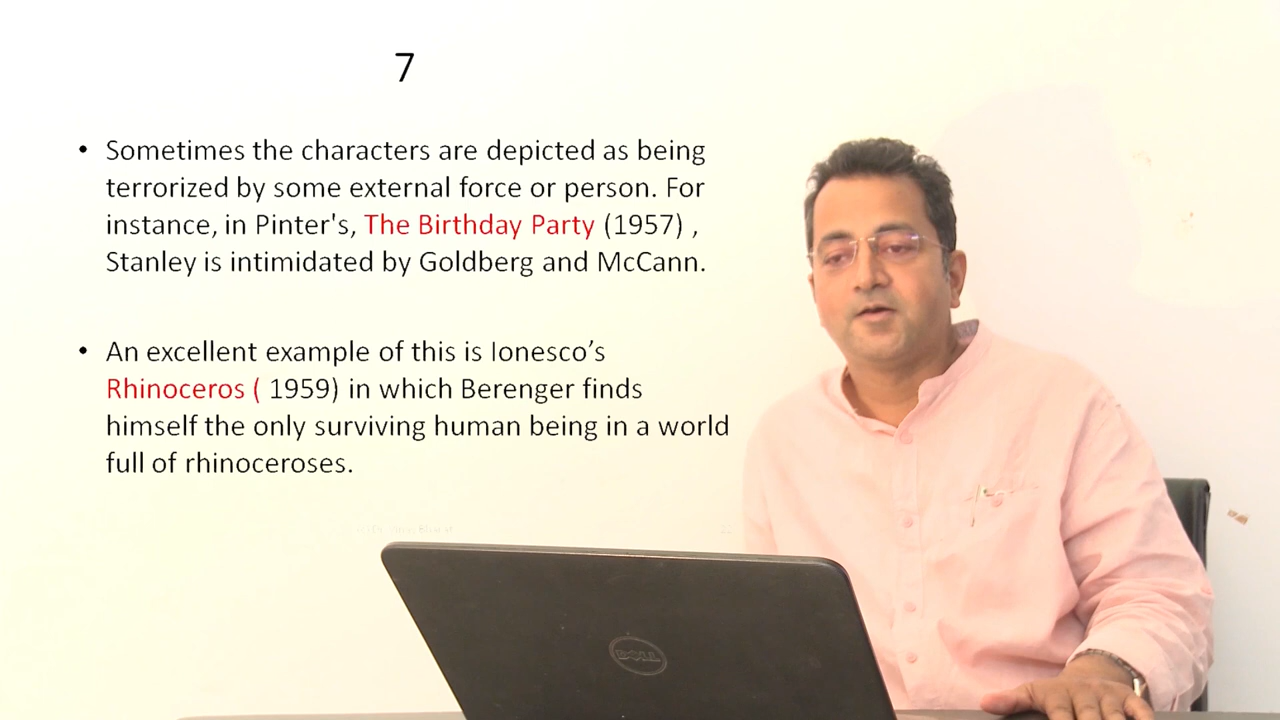 7
• Sometimes the characters are depicted as being
terrorized by some external force or person. For
instance, in Pinter's, The Birthday Party (1957) ,
Stanley is intimidated by Goldberg and McCann.
• An excellent example of this is Ionesco’s
Rhinoceros ( 1959) in which Berenger finds
himself the only surviving human being in a world
full of rhinoceroses.
DELL